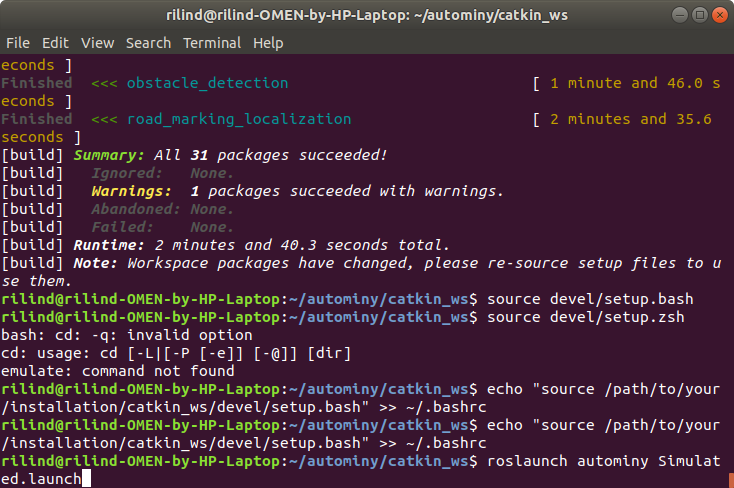 rilind@rilind-OMEN-by-HP-Laptop: ~/autominy/catkin_ws
File Edit View Search Terminal Help
econds ]
Finished  <<< obstacle_detection                           [ 1 minute and 46.0 s
econds ]
Finished  <<< road_marking_localization                    [ 2 minutes and 35.6
seconds ]
[build] Summary: All 31 packages succeeded!
[build]   Ignored:   None.
[build]   Warnings:  1 packages succeeded with warnings.
[build]   Abandoned: None.
[build]   Failed:    None.
[build] Runtime: 2 minutes and 40.3 seconds total.
[build] Note: Workspace packages have changed, please re-source setup files to u
se them.
rilind@rilind-OMEN-by-HP-Laptop:~/autominy/catkin_ws$ source devel/setup.bash
rilind@rilind-OMEN-by-HP-Laptop:~/autominy/catkin_ws$ source devel/setup.zsh
bash: cd: -q: invalid option
cd: usage: cd [-L|[-P [-e]] [-@]] [dir]
emulate: command not found
rilind@rilind-OMEN-by-HP-Laptop:~/autominy/catkin_ws$ echo "source /path/to/your
/installation/catkin_ws/devel/setup.bash" >> ~/.bashrc
rilind@rilind-OMEN-by-HP-Laptop:~/autominy/catkin_ws$ echo "source /path/to/your
/installation/catkin_ws/devel/setup.bash" >> ~/.bashrc
rilind@rilind-OMEN-by-HP-Laptop:~/autominy/catkin_ws$ roslaunch autominy Simulat
ed.launch